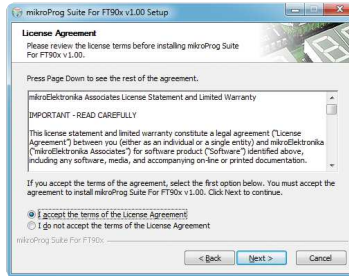 mikroProg Suite For FT90x v1.00 Setup
License Agreement
Please review the license terms before installing mikroProg Suite
For FT90x v1.00.
Press Page Down to see the rest of the agreement.
mikroElektronika Associates License Statement and Limited Warranty
IMPORTANT - READ CAREFULLY
This license statement and limited warranty constitute a legal agreement ("License
Agreement") between you (either as an individual or a single entity) and mikroElektronika
("mikroElektronika Associates") for software product ("Software") identified above,
including any software, media, and accompanying on-line or printed documentation.
If you accept the terms of the agreement, select the first option below. You must accept the
agreement to install mikroProg Suite For FT90x v1.00. Click Next to continue.
I accept the terms of the License Agreement
I do not accept the terms of the License Agreement
mikroProg Suite For FT90x
< Back Next > Cancel